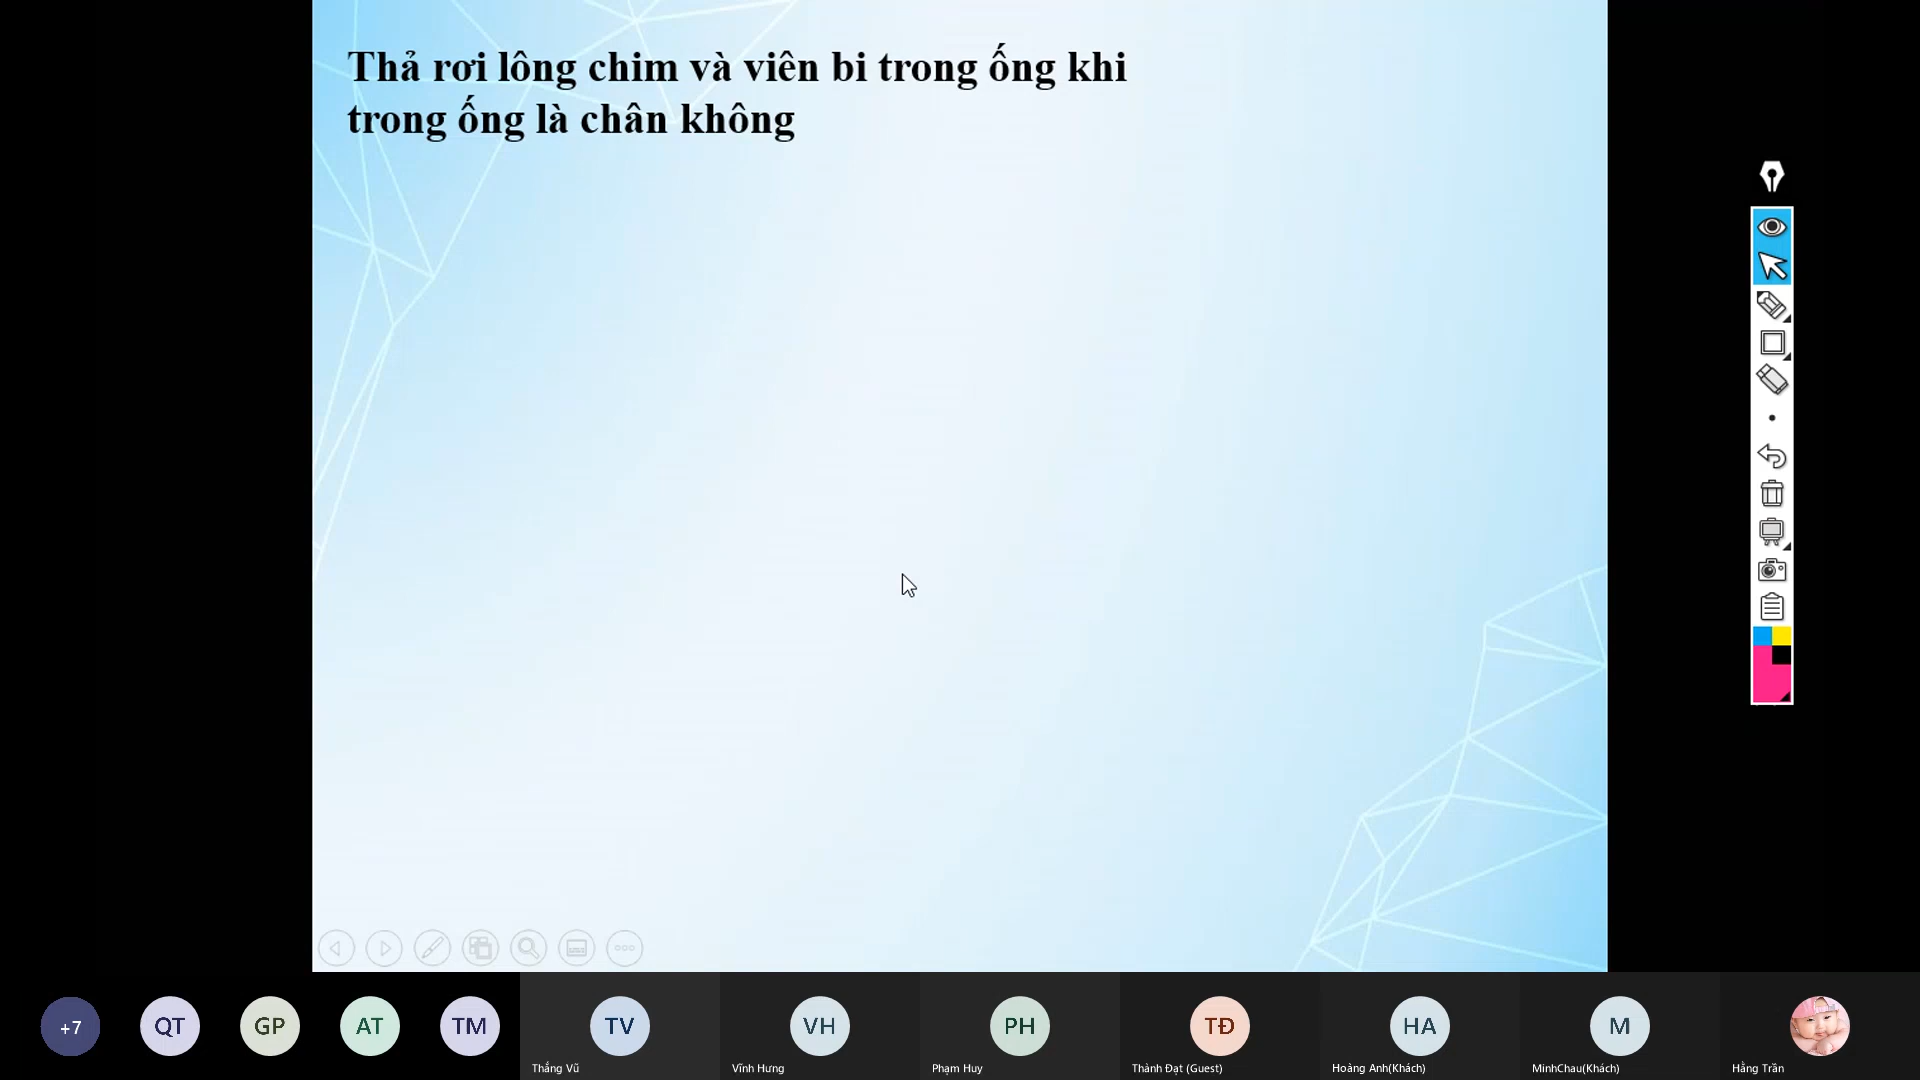 Thả rơi lông chim và viên bi trong ống khi
trong ống là chân không
+7
QT
GP
AT
TM
TV
VH
PH
TĐ
HA
M
Thắng Vũ
Vĩnh Hưng
Phạm Huy
Thành Đạt (Guest)
Hoàng Anh(Khách)
MinhChau(Khách)
Hằng Trần